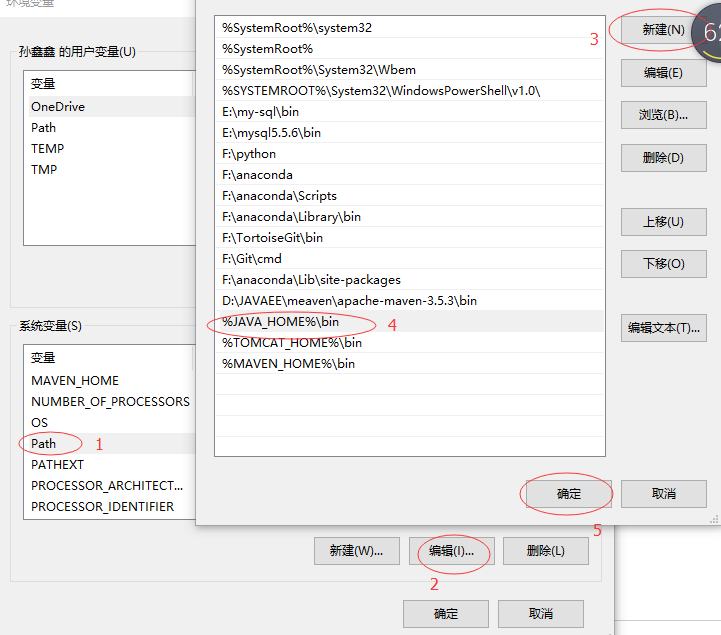 环境变量
孙鑫鑫 的用户变量(U)
变量
OneDrive
Path
TEMP
TMP
系统变量(S)
变量
MAVEN_HOME
NUMBER_OF_PROCESSORS
OS
Path 1
PATHEXT
PROCESSOR_ARCHITECT...
PROCESSOR_IDENTIFIER
新建(W)...
编辑(I)...
删除(L)
2
确定
取消
%SystemRoot%\system32
%SystemRoot%
%SystemRoot%\System32\Wbem
%SYSTEMROOT%\System32\WindowsPowerShell\v1.0\
E:\my-sql\bin
E:\mysql5.5.6\bin
F:\python
F:\anaconda
F:\anaconda\Scripts
F:\anaconda\Library\bin
F:\TortoiseGit\bin
F:\Git\cmd
F:\anaconda\Lib\site-packages
D:\JAVAEE\meaven\apache-maven-3.5.3\bin
%JAVA_HOME%\bin 4
%TOMCAT_HOME%\bin
%MAVEN_HOME%\bin
3 新建(N)
编辑(E)
浏览(B)...
删除(D)
上移(U)
下移(O)
编辑文本(T)...
确定
取消
5